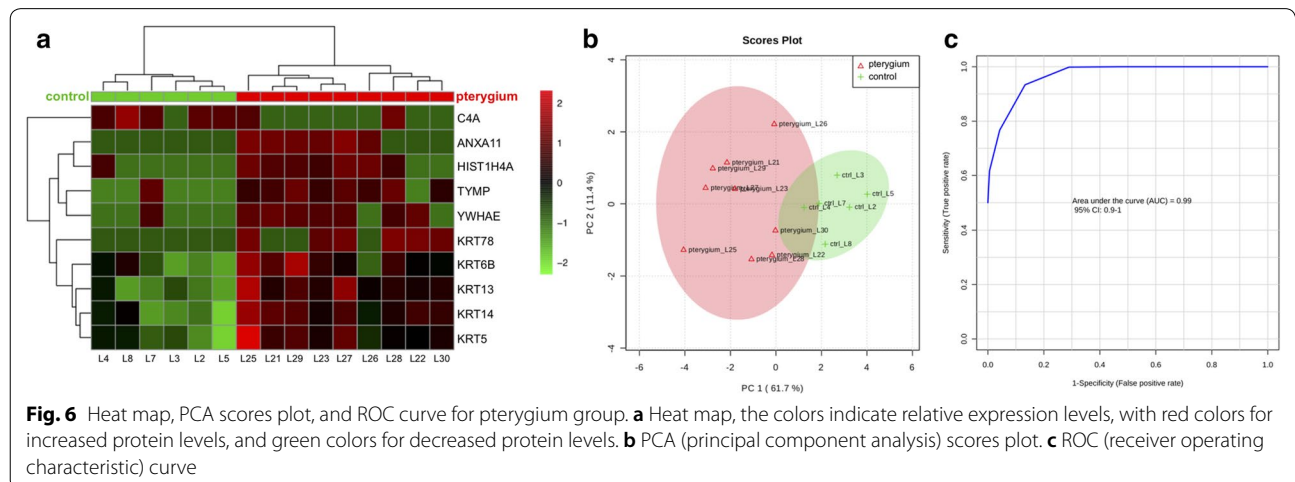 a
control
pterygium
C4A
ANXA11
HIST1H4A
TYMP
YWHAE
KRT78
KRT6B
KRT13
KRT14
KRT5
L4 L8 L7 L3 L2 L5 L25 L21 L29 L23 L27 L26 L28 L22 L30
2
1
0
−1
−2
b
Scores Plot
pterygium
control
pterygium_L26
pterygium_L21
pterygium_L29
pterygium_L23
ctrl_L3
ctrl_L5
ctrl_L7
ctrl_L4
ctrl_L2
pterygium_L30
ctrl_L8
pterygium_L25
pterygium_L22
pterygium_L28
PC 2 ( 11.4 %)
4
2
0
-2
-4
-6 -4 -2 0 2 4 6
PC 1 ( 61.7 %)
c
Sensitivity (True positive rate)
1.0
0.8
0.6
0.4
0.2
0.0
Area under the curve (AUC) = 0.99
95% CI: 0.9-1
0.0 0.2 0.4 0.6 0.8 1.0
1-Specificity (False positive rate)
Fig. 6 Heat map, PCA scores plot, and ROC curve for pterygium group. a Heat map, the colors indicate relative expression levels, with red colors for
increased protein levels, and green colors for decreased protein levels. b PCA (principal component analysis) scores plot. c ROC (receiver operating
characteristic) curve